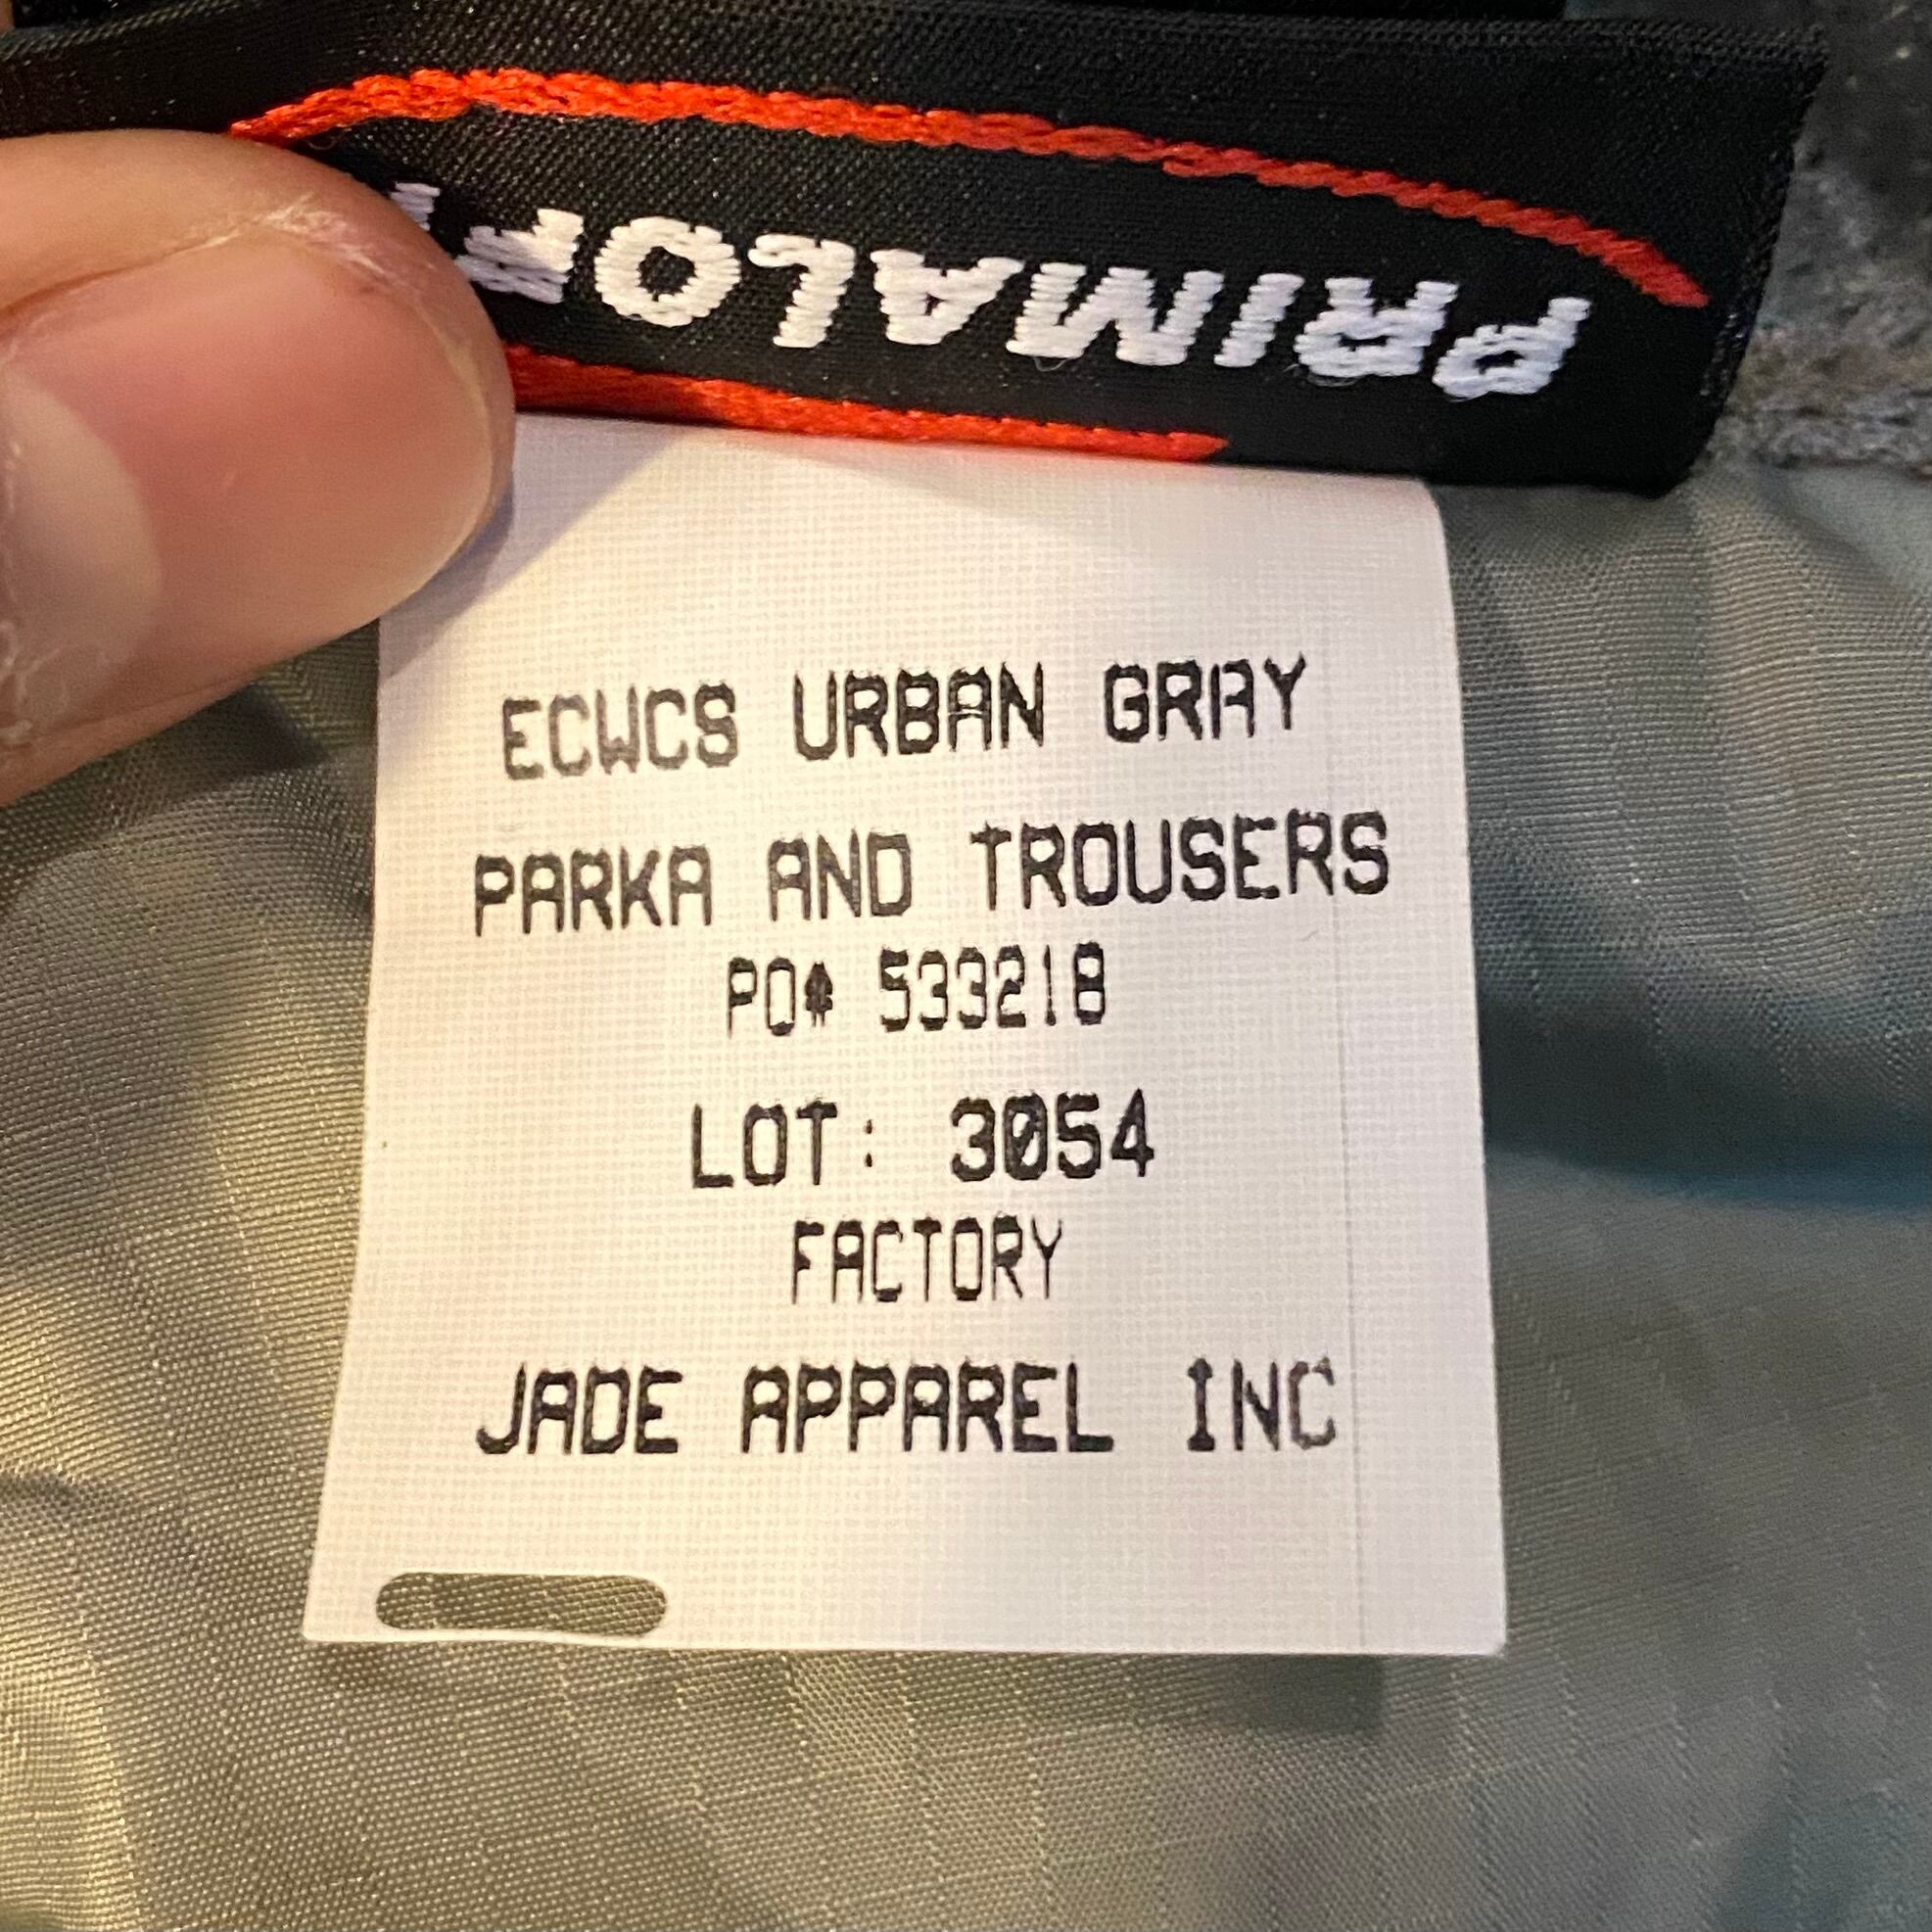 PRIMALOFT
ECWCS URBAN GRAY
PARKA AND TROUSERS
PO# 533218
LOT: 3054
FACTORY
JADE APPAREL INC